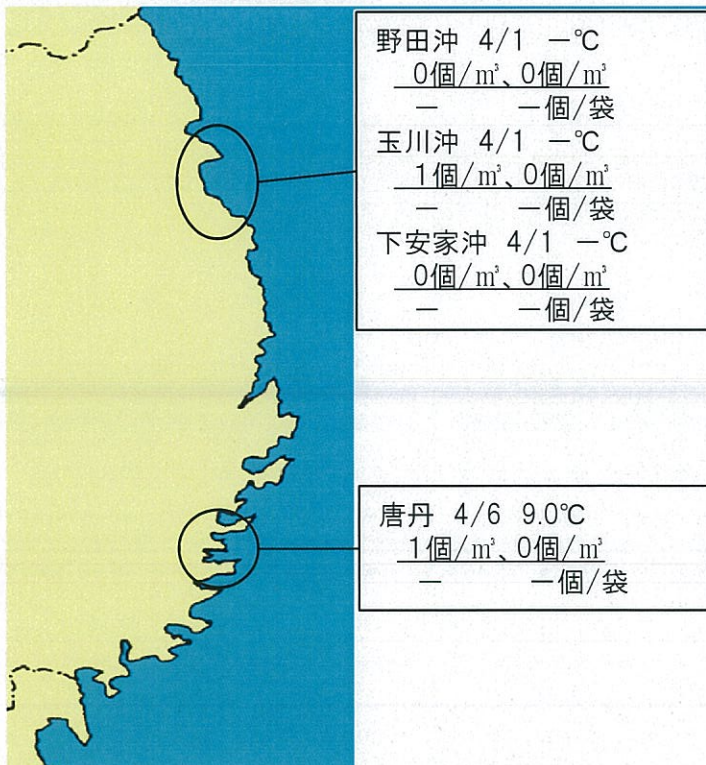 野田沖 4/1 －℃
0個/㎥、0個/㎥
－ －個/袋
玉川沖 4/1 －℃
1個/㎥、0個/㎥
－ －個/袋
下安家沖 4/1 －℃
0個/㎥、0個/㎥
－ －個/袋
唐丹 4/6 9.0℃
1個/㎥、0個/㎥
－ －個/袋